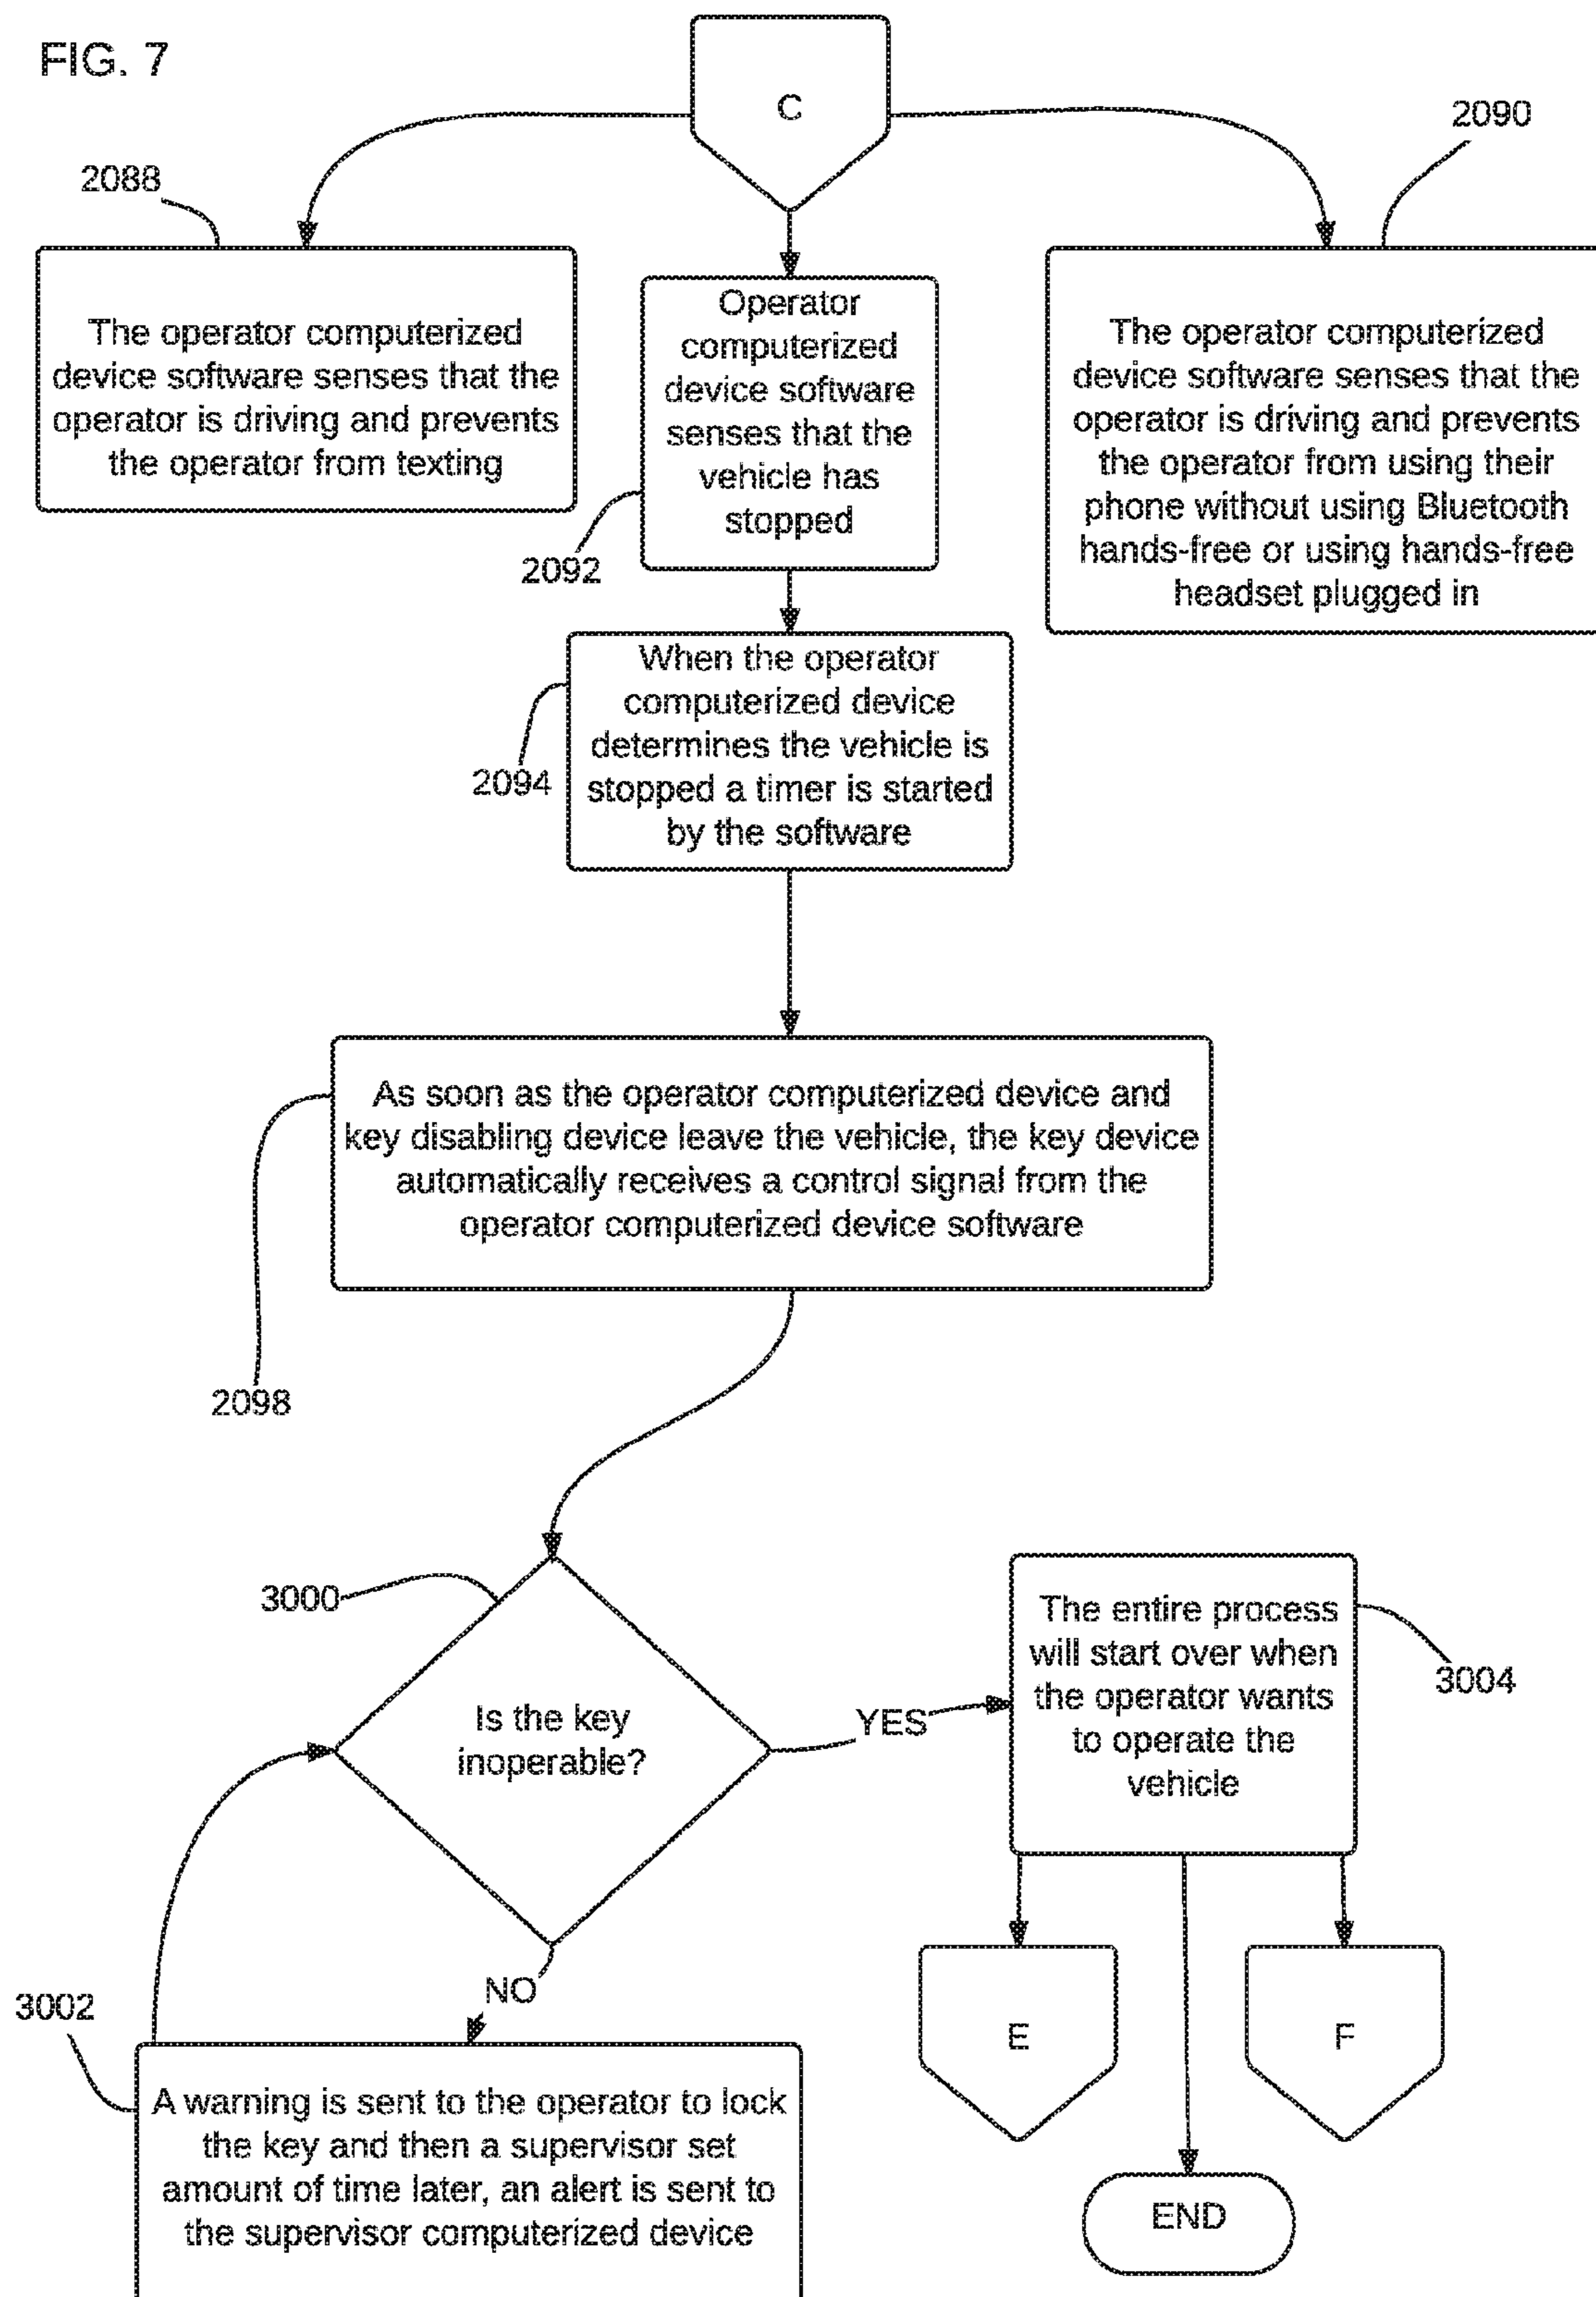 FIG. 7
C
2088
2090
The operator computerized
device software senses that the
operator is driving and prevents
the operator from texting
Operator
computerized
device software
senses that the
vehicle has
stopped
The operator computerized
device software senses that the
operator is driving and prevents
the operator from using their
phone without using Bluetooth
hands-free or using hands-free
headset plugged in
2092
When the operator
computerized device
determines the vehicle is
stopped a timer is started
by the software
2094
As soon as the operator computerized device and
key disabling device leave the vehicle, the key device
automatically receives a control signal from the
operator computerized device software
2098
3000
Is the key
inoperable?
YES
The entire process
will start over when
the operator wants
to operate the
vehicle
3004
NO
3002
A warning is sent to the operator to lock
the key and then a supervisor set
amount of time later, an alert is sent to
the supervisor computerized device
E
F
END